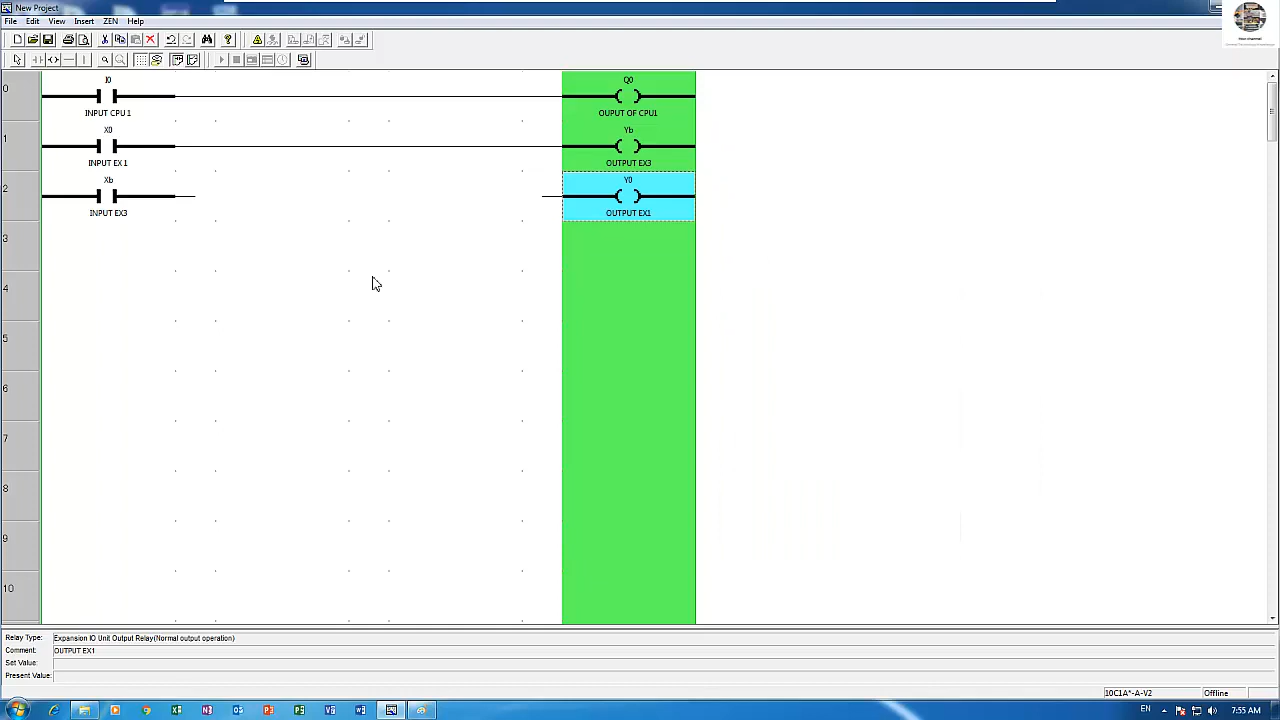 New Project
File Edit View Insert ZEN Help
0 I0 Q0
INPUT CPU 1 OUPUT OF CPU1
1 X0 Yb
INPUT EX 1 OUTPUT EX3
2 Xb Y0
INPUT EX3 OUTPUT EX1
3
4
5
6
7
8
9
10
Relay Type: Expansion IO Unit Output Relay(Normal output operation)
Comment: OUTPUT EX1
Set Value:
Present Value:
10C1A*-A-V2 Offline
EN 7:55 AM